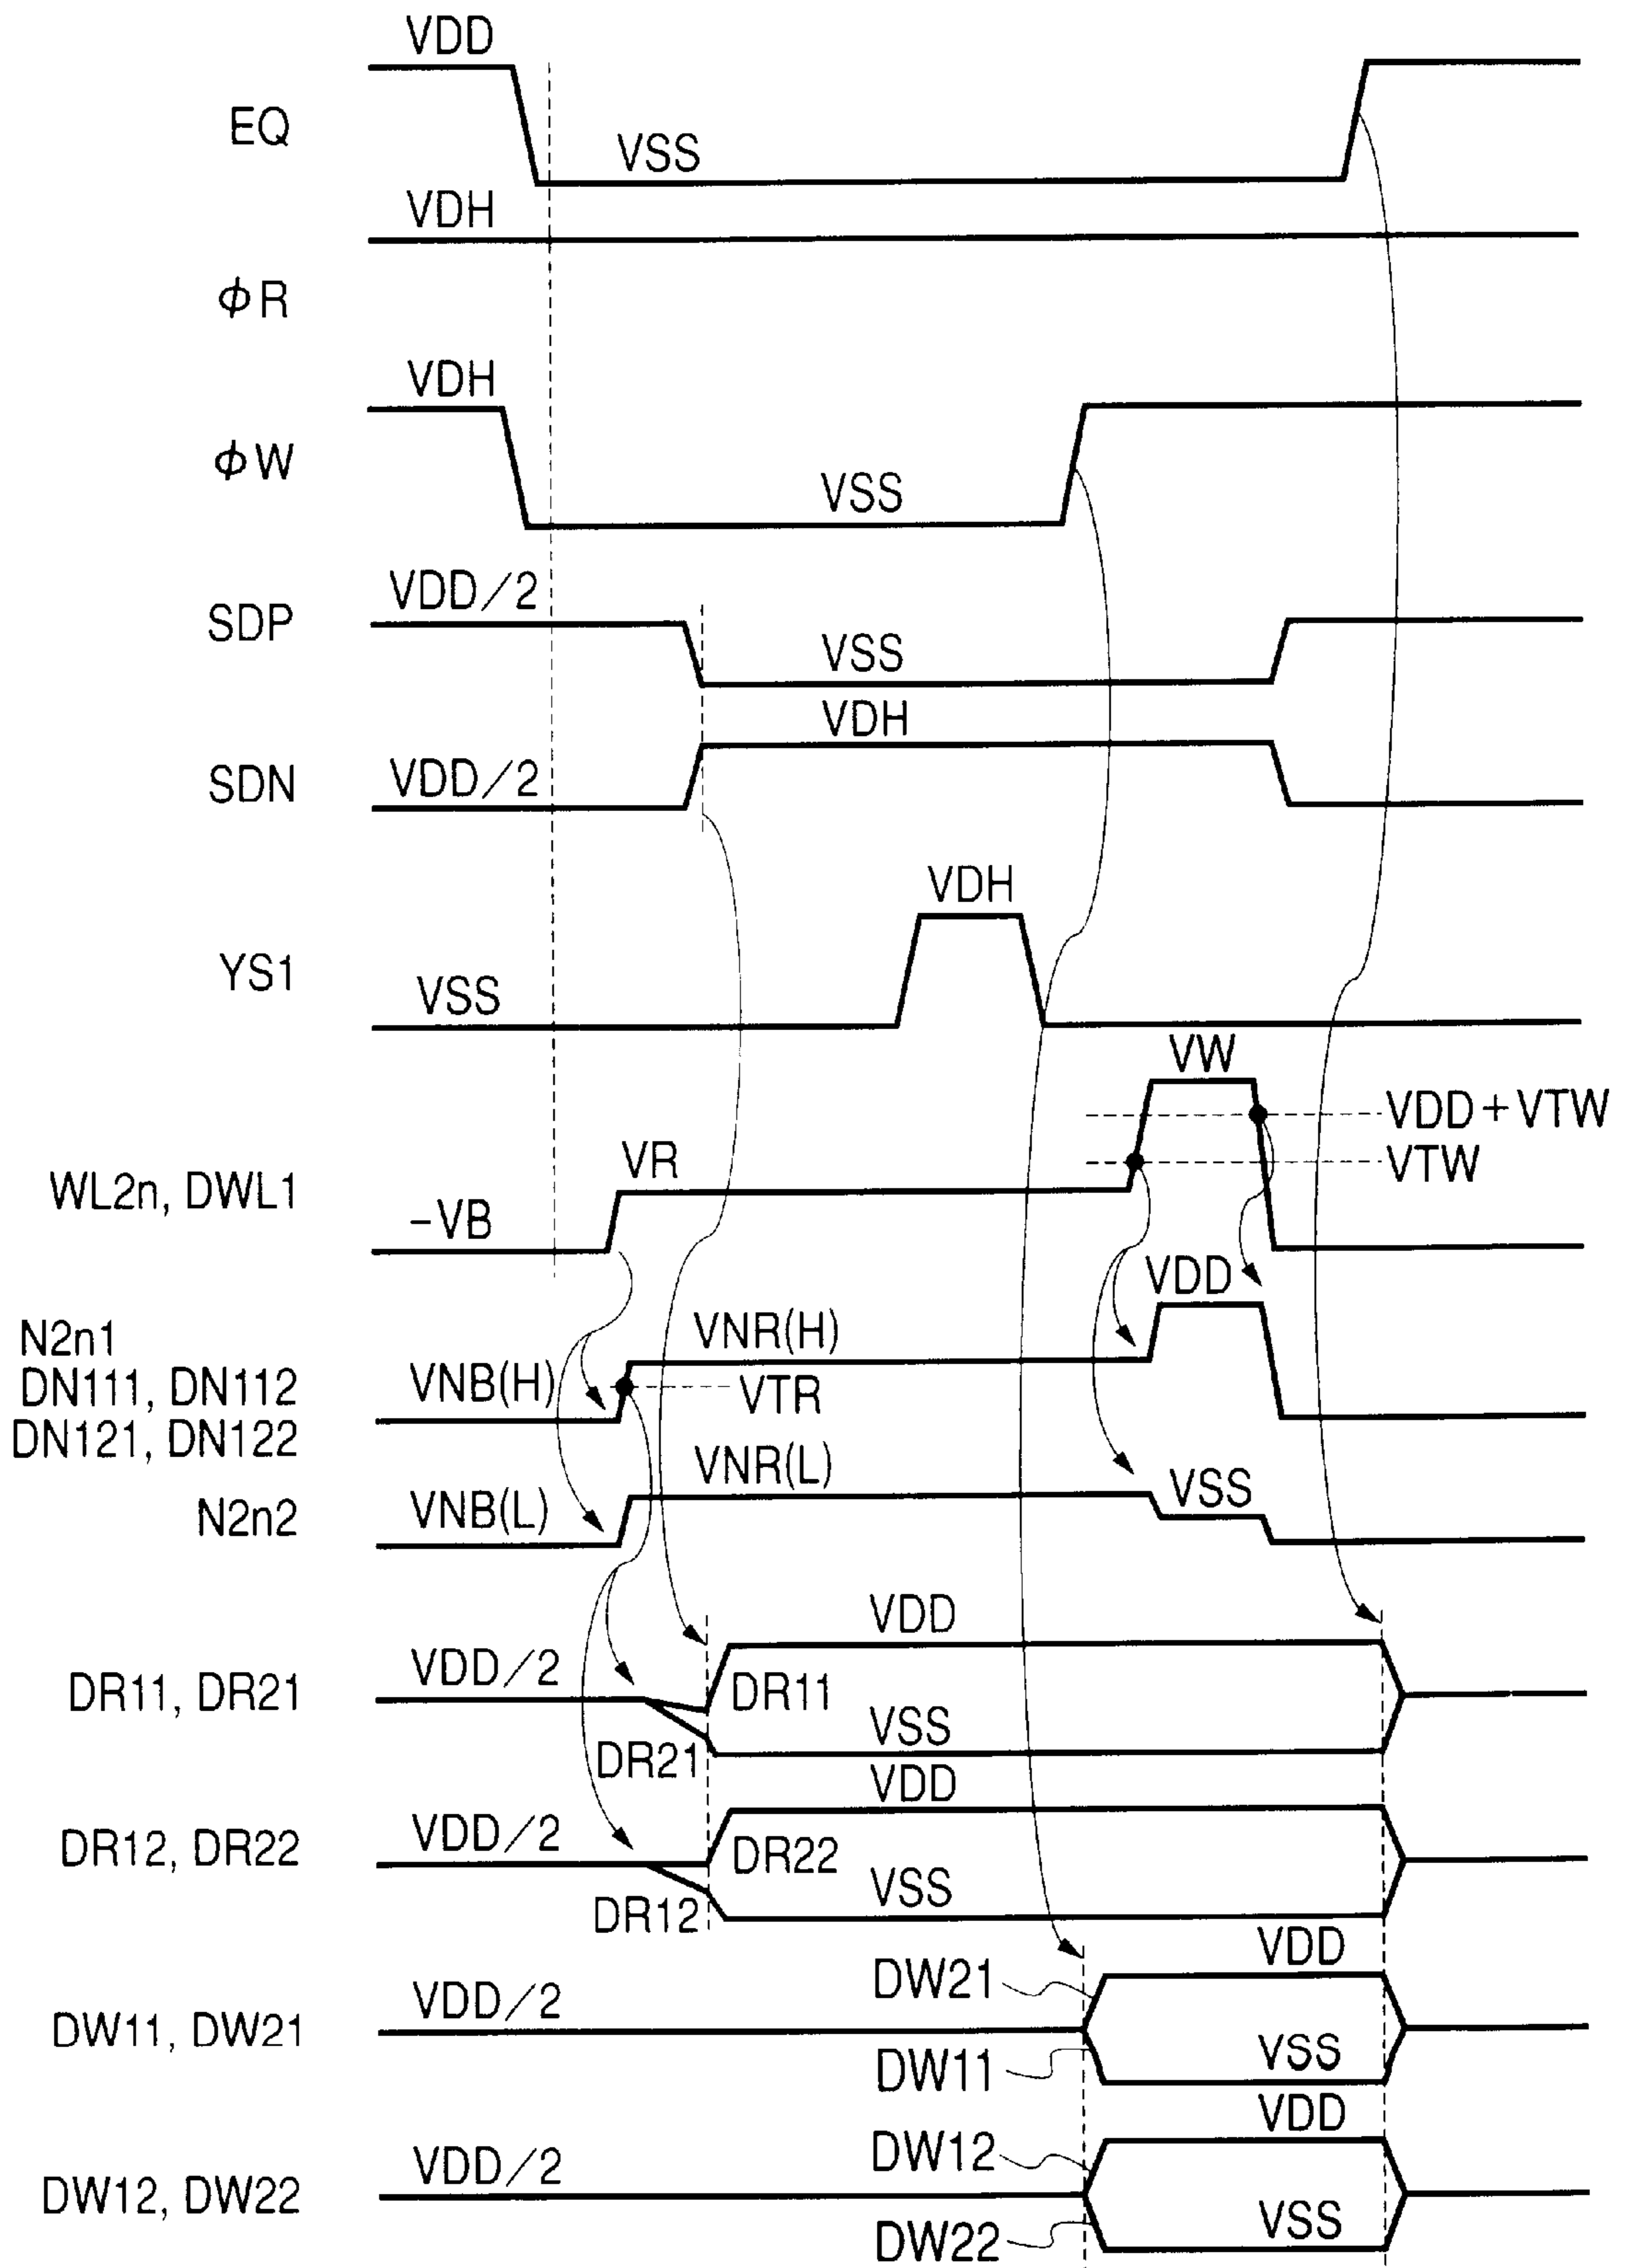 VDD
EQ
VSS
VDH
ϕR
VDH
ϕW
VSS
VDD/2
SDP
VSS
VDH
SDN
VDD/2
VDH
YS1
VSS
VW
VDD+VTW
VR
VTW
WL2n, DWL1
-VB
VDD
N2n1
VNR(H)
DN111, DN112
VNB(H)
VTR
DN121, DN122
VNR(L)
N2n2
VNB(L)
VSS
VDD
DR11, DR21
VDD/2
DR11
VSS
DR21
VDD
DR12, DR22
VDD/2
DR22
VSS
DR12
VDD
DW21
DW11, DW21
VDD/2
VSS
DW11
VDD
DW12
DW12, DW22
VDD/2
VSS
DW22